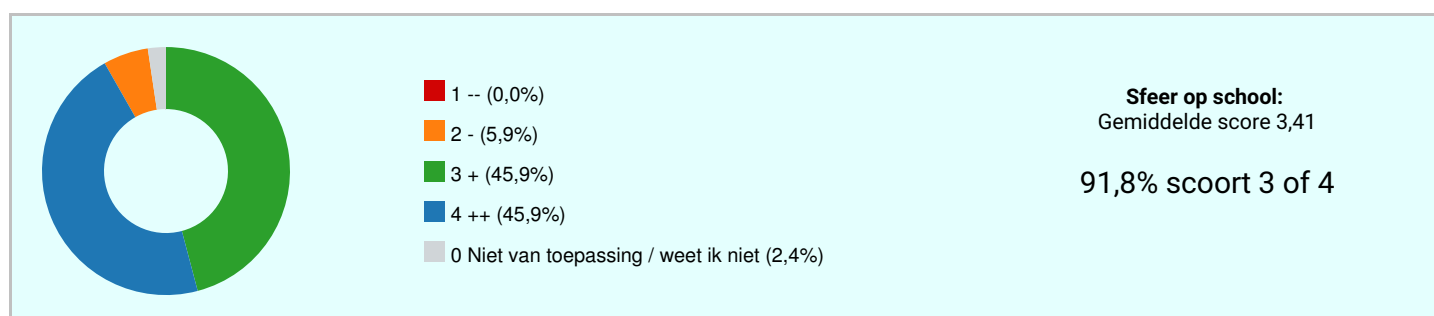 1 -- (0,0%)
2 - (5,9%)
3 + (45,9%)
4 ++ (45,9%)
0 Niet van toepassing / weet ik niet (2,4%)
Sfeer op school:
Gemiddelde score 3,41
91,8% scoort 3 of 4